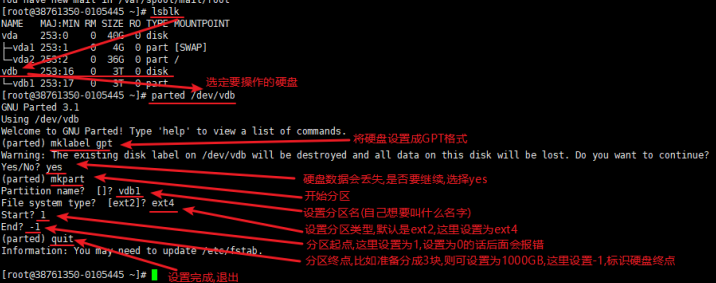 You have new mail in /var/spool/mail/root
[root@38761350-0105445 ~]# lsblk
NAME   MAJ:MIN RM SIZE RO TYPE MOUNTPOINT
vda    253:0    0  40G  0 disk
├─vda1 253:1    0   4G  0 part [SWAP]
└─vda2 253:2    0  36G  0 part /
vdb    253:16   0   3T  0 disk
└─vdb1 253:17   0   3T  0 part
选定要操作的硬盘
[root@38761350-0105445 ~]# parted /dev/vdb
GNU Parted 3.1
Using /dev/vdb
Welcome to GNU Parted! Type 'help' to view a list of commands.
将硬盘设置成GPT格式
(parted) mklabel gpt
Warning: The existing disk label on /dev/vdb will be destroyed and all data on this disk will be lost. Do you want to continue?
Yes/No? yes
硬盘数据会丢失,是否要继续,选择yes
(parted) mkpart
开始分区
Partition name?  []? vdb1
设置分区名(自己想要叫什么名字)
File system type?  [ext2]? ext4
设置分区类型,默认是ext2,这里设置为ext4
Start? 1
分区起点,这里设置为1,设置为0的话后面会报错
End? -1
分区终点,比如准备分成3块,则可设置为1000GB,这里设置-1,标识硬盘终点
(parted) quit
Information: You may need to update /etc/fstab.
设置完成,退出
[root@38761350-0105445 ~]#